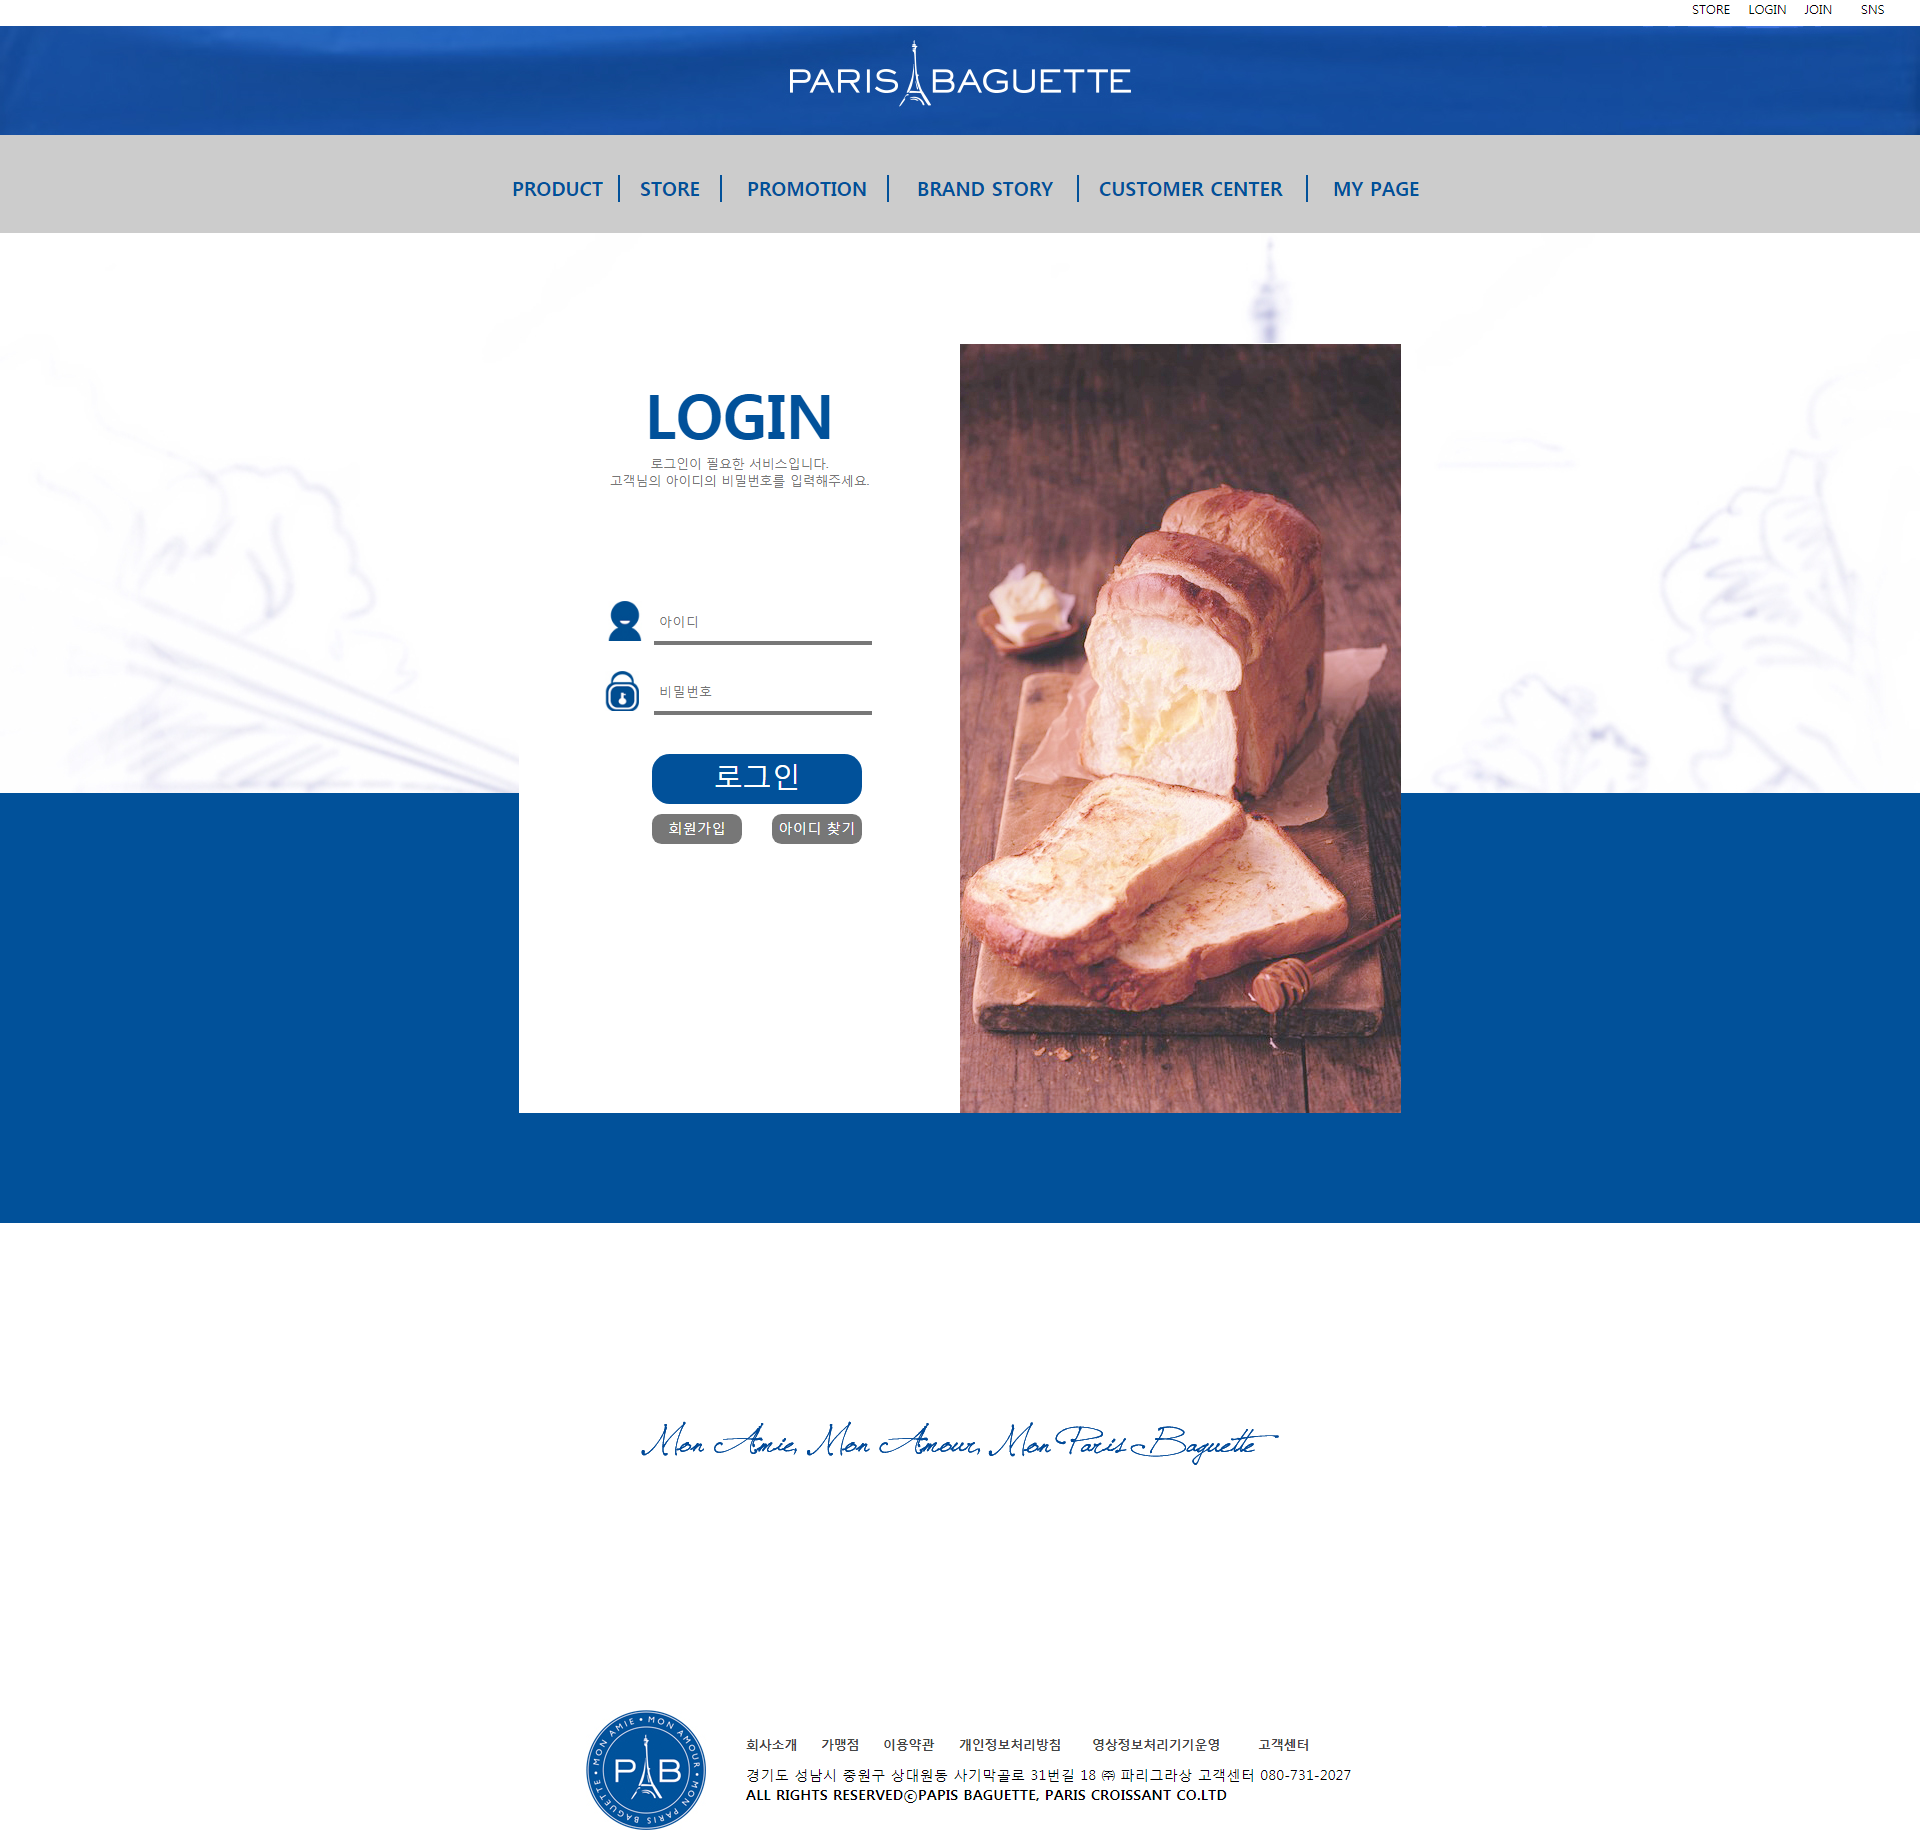 STORE LOGIN JOIN SNS
PARIS BAGUETTE
PRODUCT STORE PROMOTION BRAND STORY CUSTOMER CENTER MY PAGE
LOGIN
로그인이 필요한 서비스입니다.
고객님의 아이디의 비밀번호를 입력해주세요.
아이디
비밀번호
로그인
회원가입 아이디 찾기
Mon Amie, Mon Amour, Mon Paris Baguette
MON AMIE • MON AMOUR • MON PARIS BAGUETTE •
PB
회사소개 가맹점 이용약관 개인정보처리방침 영상정보처리기기운영 고객센터
경기도 성남시 중원구 상대원동 사기막골로 31번길 18 ㈜ 파리그라상 고객센터 080-731-2027
ALL RIGHTS RESERVEDⓒPAPIS BAGUETTE, PARIS CROISSANT CO.LTD